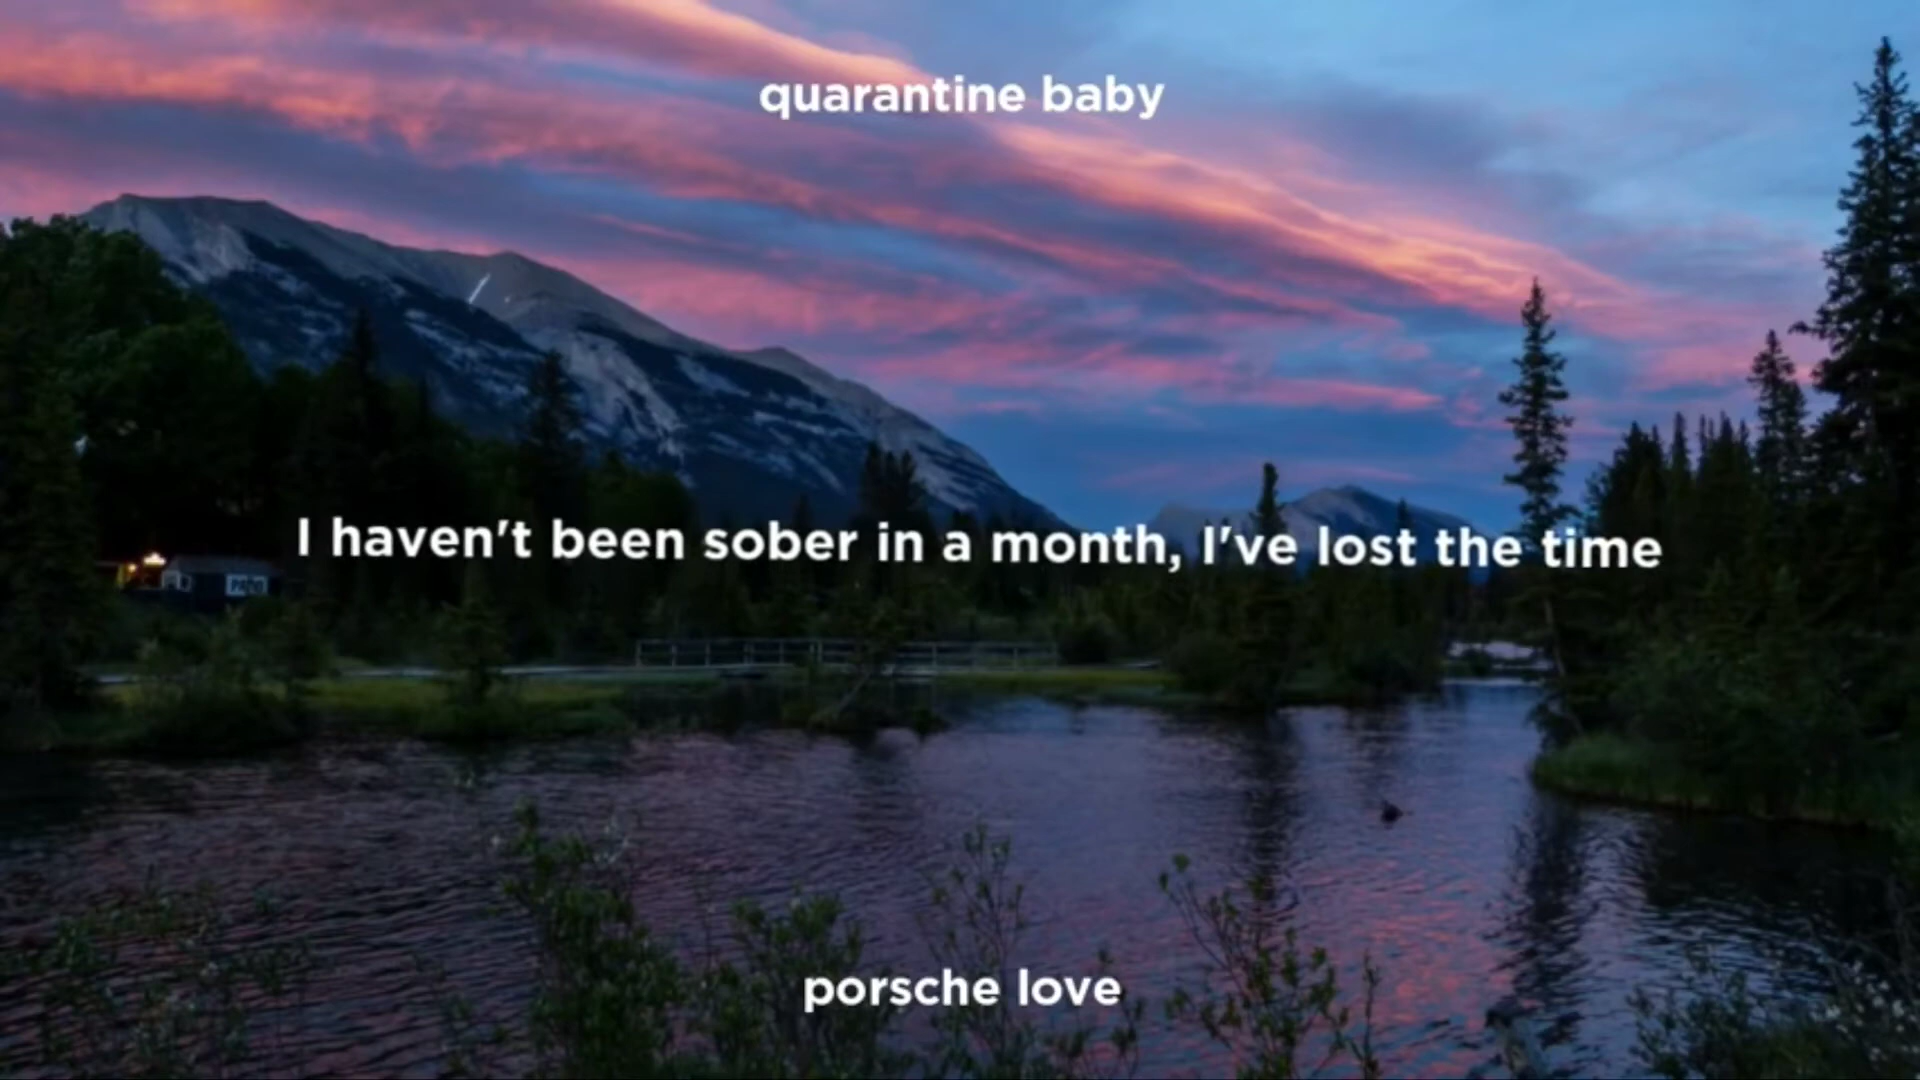 quarantine baby
I haven't been sober in a month, I've lost the time
porsche love